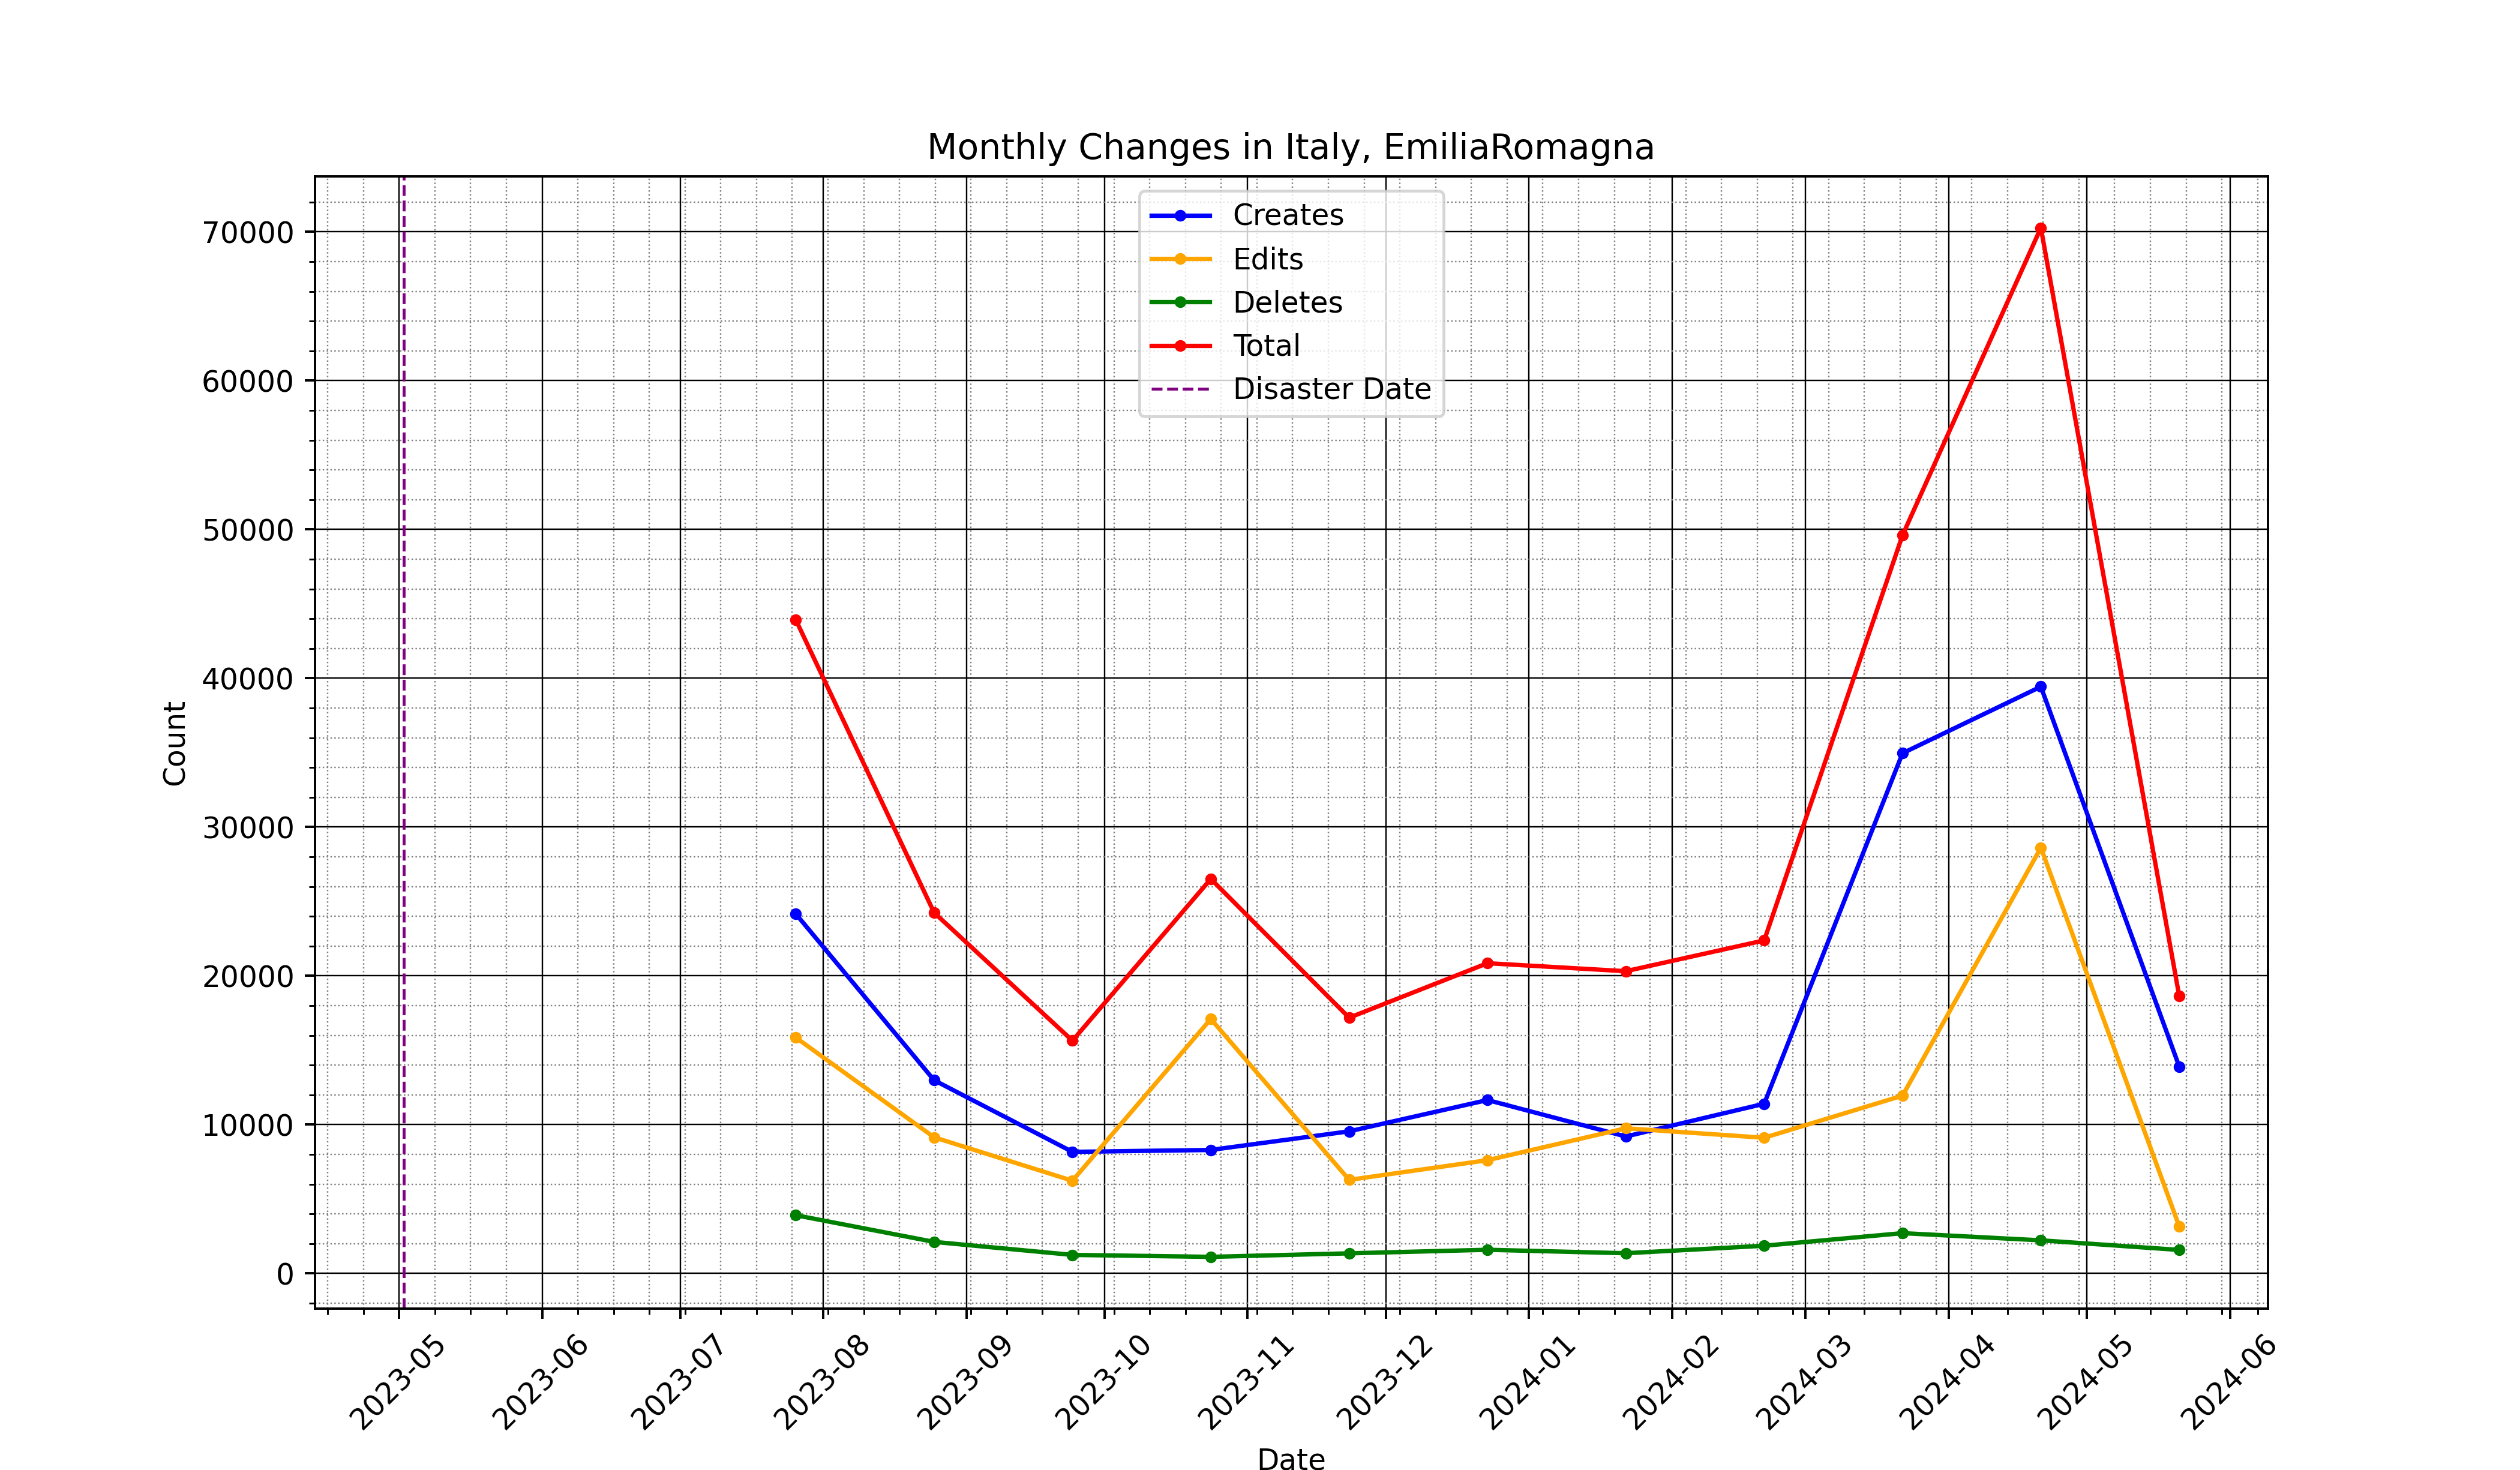 Monthly Changes in Italy, EmiliaRomagna
Creates
Edits
Deletes
Total
Disaster Date
70000
60000
50000
40000
30000
20000
10000
0
Count
2023-05
2023-06
2023-07
2023-08
2023-09
2023-10
2023-11
2023-12
2024-01
2024-02
2024-03
2024-04
2024-05
2024-06
Date